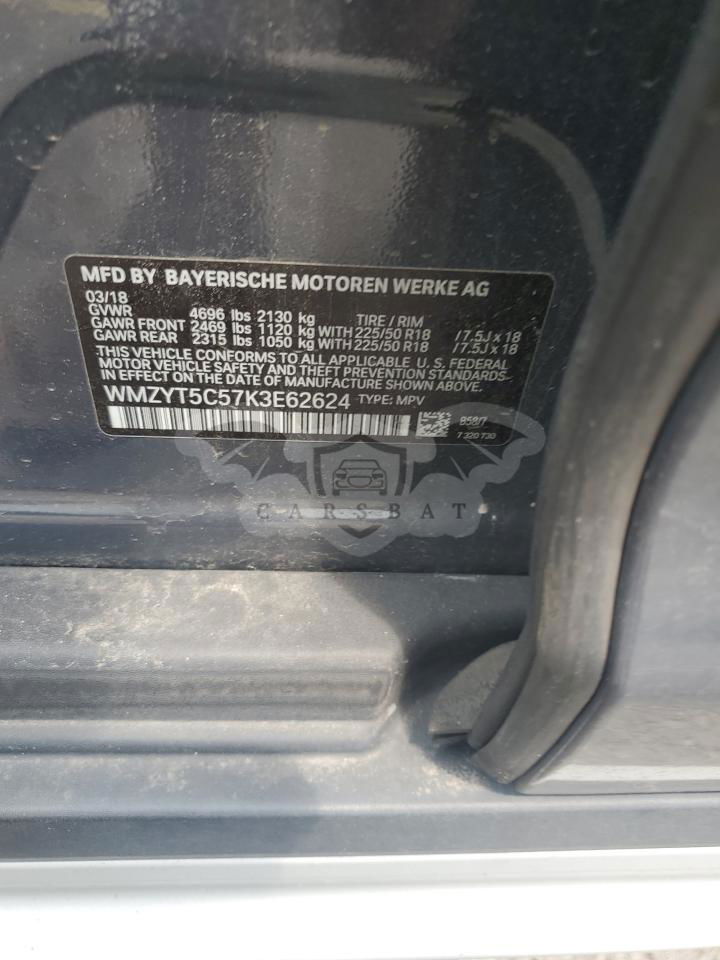 MFD BY BAYERISCHE MOTOREN WERKE AG
03/18
GVWR 4696 lbs 2130 kg TIRE / RIM
GAWR FRONT 2469 lbs 1120 kg WITH 225/50 R18 /7.5J x 18
GAWR REAR 2315 lbs 1050 kg WITH 225/50 R18 /7.5J x 18
THIS VEHICLE CONFORMS TO ALL APPLICABLE U.S. FEDERAL
MOTOR VEHICLE SAFETY AND THEFT PREVENTION STANDARDS
IN EFFECT ON THE DATE OF MANUFACTURE SHOWN ABOVE.
WMZYT5C57K3E62624 TYPE: MPV
7 320 730
CARSBAT